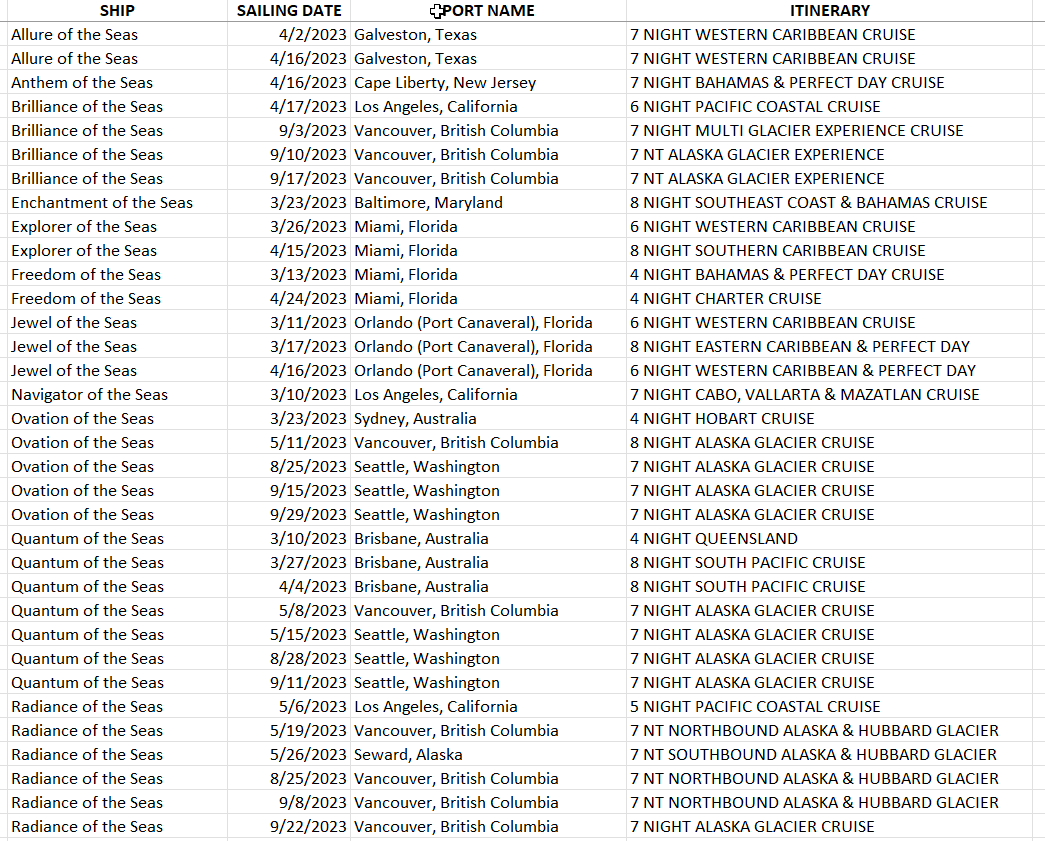 SHIP SAILING DATE PORT NAME ITINERARY
Allure of the Seas 4/2/2023 Galveston, Texas 7 NIGHT WESTERN CARIBBEAN CRUISE
Allure of the Seas 4/16/2023 Galveston, Texas 7 NIGHT WESTERN CARIBBEAN CRUISE
Anthem of the Seas 4/16/2023 Cape Liberty, New Jersey 7 NIGHT BAHAMAS & PERFECT DAY CRUISE
Brilliance of the Seas 4/17/2023 Los Angeles, California 6 NIGHT PACIFIC COASTAL CRUISE
Brilliance of the Seas 9/3/2023 Vancouver, British Columbia 7 NIGHT MULTI GLACIER EXPERIENCE CRUISE
Brilliance of the Seas 9/10/2023 Vancouver, British Columbia 7 NT ALASKA GLACIER EXPERIENCE
Brilliance of the Seas 9/17/2023 Vancouver, British Columbia 7 NT ALASKA GLACIER EXPERIENCE
Enchantment of the Seas 3/23/2023 Baltimore, Maryland 8 NIGHT SOUTHEAST COAST & BAHAMAS CRUISE
Explorer of the Seas 3/26/2023 Miami, Florida 6 NIGHT WESTERN CARIBBEAN CRUISE
Explorer of the Seas 4/15/2023 Miami, Florida 8 NIGHT SOUTHERN CARIBBEAN CRUISE
Freedom of the Seas 3/13/2023 Miami, Florida 4 NIGHT BAHAMAS & PERFECT DAY CRUISE
Freedom of the Seas 4/24/2023 Miami, Florida 4 NIGHT CHARTER CRUISE
Jewel of the Seas 3/11/2023 Orlando (Port Canaveral), Florida 6 NIGHT WESTERN CARIBBEAN CRUISE
Jewel of the Seas 3/17/2023 Orlando (Port Canaveral), Florida 8 NIGHT EASTERN CARIBBEAN & PERFECT DAY
Jewel of the Seas 4/16/2023 Orlando (Port Canaveral), Florida 6 NIGHT WESTERN CARIBBEAN & PERFECT DAY
Navigator of the Seas 3/10/2023 Los Angeles, California 7 NIGHT CABO, VALLARTA & MAZATLAN CRUISE
Ovation of the Seas 3/23/2023 Sydney, Australia 4 NIGHT HOBART CRUISE
Ovation of the Seas 5/11/2023 Vancouver, British Columbia 8 NIGHT ALASKA GLACIER CRUISE
Ovation of the Seas 8/25/2023 Seattle, Washington 7 NIGHT ALASKA GLACIER CRUISE
Ovation of the Seas 9/15/2023 Seattle, Washington 7 NIGHT ALASKA GLACIER CRUISE
Ovation of the Seas 9/29/2023 Seattle, Washington 7 NIGHT ALASKA GLACIER CRUISE
Quantum of the Seas 3/10/2023 Brisbane, Australia 4 NIGHT QUEENSLAND
Quantum of the Seas 3/27/2023 Brisbane, Australia 8 NIGHT SOUTH PACIFIC CRUISE
Quantum of the Seas 4/4/2023 Brisbane, Australia 8 NIGHT SOUTH PACIFIC CRUISE
Quantum of the Seas 5/8/2023 Vancouver, British Columbia 7 NIGHT ALASKA GLACIER CRUISE
Quantum of the Seas 5/15/2023 Seattle, Washington 7 NIGHT ALASKA GLACIER CRUISE
Quantum of the Seas 8/28/2023 Seattle, Washington 7 NIGHT ALASKA GLACIER CRUISE
Quantum of the Seas 9/11/2023 Seattle, Washington 7 NIGHT ALASKA GLACIER CRUISE
Radiance of the Seas 5/6/2023 Los Angeles, California 5 NIGHT PACIFIC COASTAL CRUISE
Radiance of the Seas 5/19/2023 Vancouver, British Columbia 7 NT NORTHBOUND ALASKA & HUBBARD GLACIER
Radiance of the Seas 5/26/2023 Seward, Alaska 7 NT SOUTHBOUND ALASKA & HUBBARD GLACIER
Radiance of the Seas 8/25/2023 Vancouver, British Columbia 7 NT NORTHBOUND ALASKA & HUBBARD GLACIER
Radiance of the Seas 9/8/2023 Vancouver, British Columbia 7 NT NORTHBOUND ALASKA & HUBBARD GLACIER
Radiance of the Seas 9/22/2023 Vancouver, British Columbia 7 NIGHT ALASKA GLACIER CRUISE